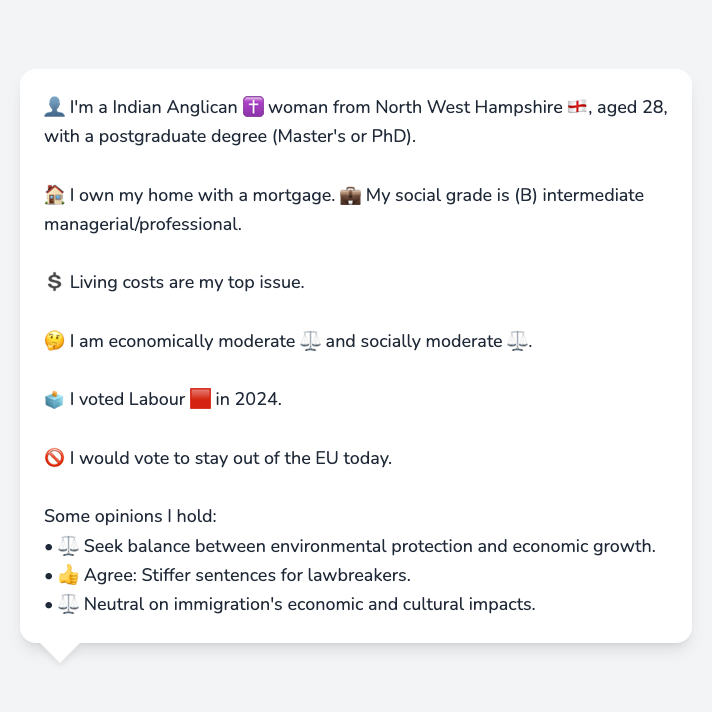 👤 I'm a Indian Anglican ✝️ woman from North West Hampshire 🏴󠁧󠁢󠁥󠁮󠁧󠁿, aged 28,
with a postgraduate degree (Master's or PhD).
🏠 I own my home with a mortgage. 💼 My social grade is (B) intermediate
managerial/professional.
💲 Living costs are my top issue.
🤔 I am economically moderate ⚖️ and socially moderate ⚖️.
🗳️ I voted Labour 🟥 in 2024.
🚫 I would vote to stay out of the EU today.
Some opinions I hold:
• ⚖️ Seek balance between environmental protection and economic growth.
• 👍 Agree: Stiffer sentences for lawbreakers.
• ⚖️ Neutral on immigration's economic and cultural impacts.